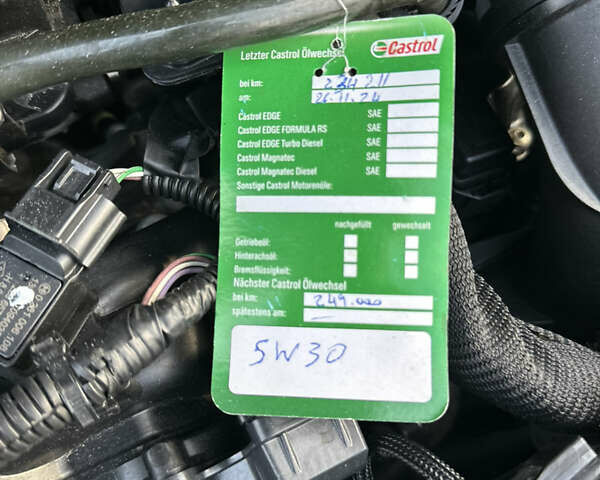 Letzter Castrol Ölwechsel
Castrol
bei km: 234 211
am: 26.11.24
Castrol EDGE SAE
Castrol EDGE FORMULA RS SAE
Castrol EDGE Turbo Diesel SAE
Castrol Magnatec SAE
Castrol Magnatec Diesel SAE
Sonstige Castrol Motorenöle:
nachgefüllt gewechselt
Getriebeöl:
Hinterachsöl:
Bremsflüssigkeit:
Nächster Castrol Ölwechsel
bei km: 249.000
spätestens am:
5W30